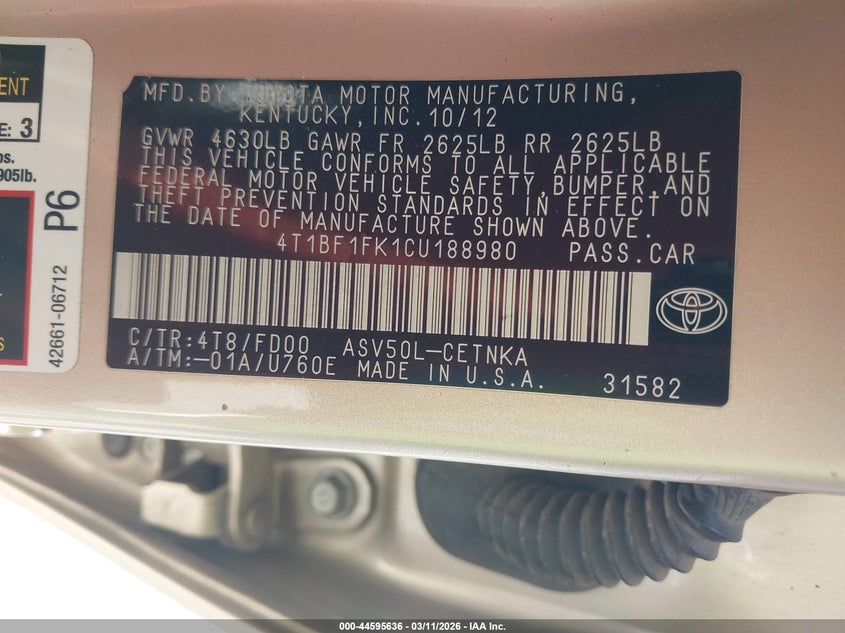 ENT
E: 3
os.
905lb.
P6
42661-06712
S
MFD.BY TOYOTA MOTOR MANUFACTURING,
KENTUCKY, INC. 10/12
GVWR 4630LB GAWR FR 2625LB RR 2625LB
THIS VEHICLE CONFORMS TO ALL APPLICABLE
FEDERAL MOTOR VEHICLE SAFETY, BUMPER, AND
THEFT PREVENTION STANDARDS IN EFFECT ON
THE DATE OF MANUFACTURE SHOWN ABOVE.
4T1BF1FK1CU188980 PASS.CAR
C/TR:4T8/FD00 ASV50L-CETNKA
A/TM:-01A/U760E MADE IN U.S.A. 31582
000-44595636 - 03/11/2026 - IAA Inc.